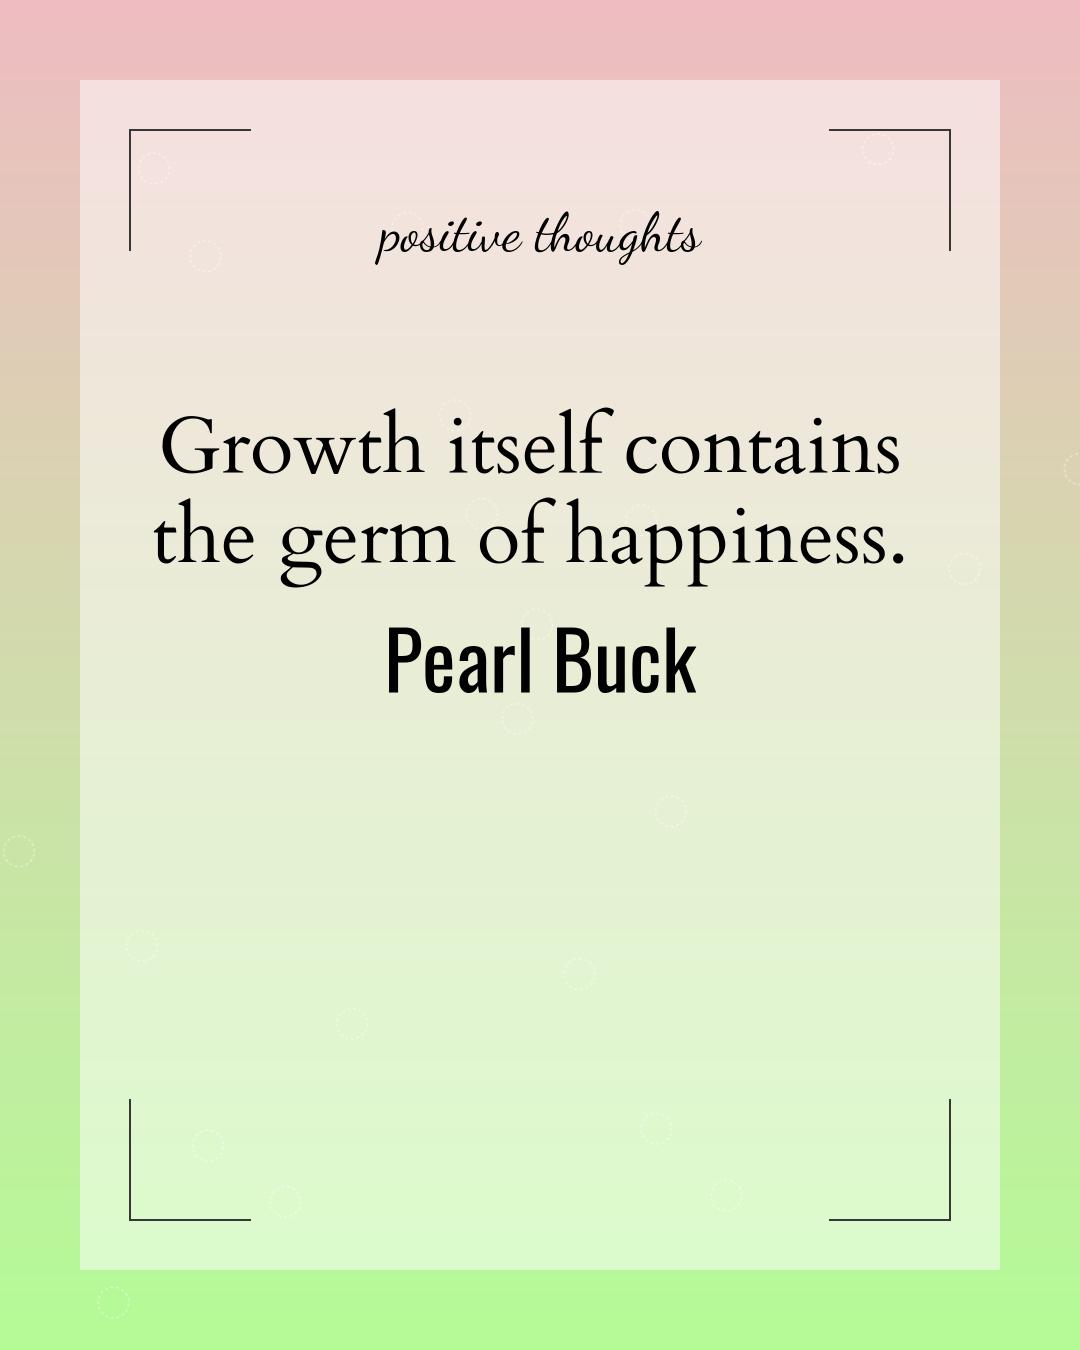 positive thoughts
Growth itself contains
the germ of happiness.
Pearl Buck